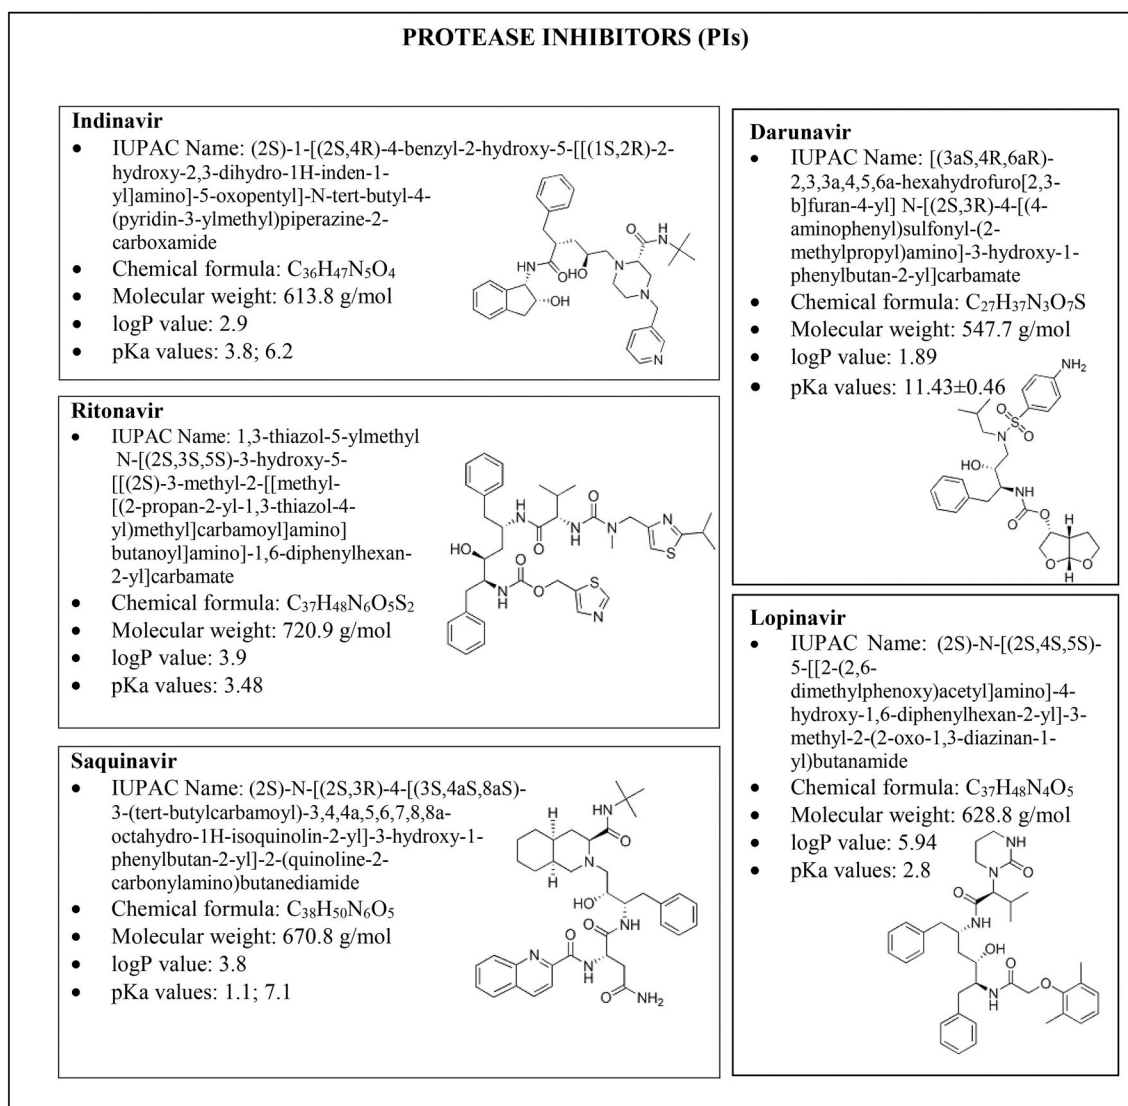 PROTEASE INHIBITORS (PIs)
Indinavir
• IUPAC Name: (2S)-1-[(2S,4R)-4-benzyl-2-hydroxy-5-[[(1S,2R)-2-
hydroxy-2,3-dihydro-1H-inden-1-
yl]amino]-5-oxopentyl]-N-tert-butyl-4-
(pyridin-3-ylmethyl)piperazine-2-
carboxamide
• Chemical formula: C₃₆H₄₇N₅O₄
• Molecular weight: 613.8 g/mol
• logP value: 2.9
• pKa values: 3.8; 6.2
O
H
N
HN
O
OH
N
OH
N
N
Ritonavir
• IUPAC Name: 1,3-thiazol-5-ylmethyl
N-[(2S,3S,5S)-3-hydroxy-5-
[[(2S)-3-methyl-2-[[methyl-
[(2-propan-2-yl-1,3-thiazol-4-
yl)methyl]carbamoyl]amino]
butanoyl]amino]-1,6-diphenylhexan-
2-yl]carbamate
• Chemical formula: C₃₇H₄₈N₆O₅S₂
• Molecular weight: 720.9 g/mol
• logP value: 3.9
• pKa values: 3.48
H
N
O
O
N
H
N
N
S
HO
O
N
H
O
S
N
Saquinavir
• IUPAC Name: (2S)-N-[(2S,3R)-4-[(3S,4aS,8aS)-
3-(tert-butylcarbamoyl)-3,4,4a,5,6,7,8,8a-
octahydro-1H-isoquinolin-2-yl]-3-hydroxy-1-
phenylbutan-2-yl]-2-(quinoline-2-
carbonylamino)butanediamide
• Chemical formula: C₃₈H₅₀N₆O₅
• Molecular weight: 670.8 g/mol
• logP value: 3.8
• pKa values: 1.1; 7.1
HN
H
O
N
H
HO
NH
O
O
N
N
H
O
NH₂
Darunavir
• IUPAC Name: [(3aS,4R,6aR)-
2,3,3a,4,5,6a-hexahydrofuro[2,3-
b]furan-4-yl] N-[(2S,3R)-4-[(4-
aminophenyl)sulfonyl-(2-
methylpropyl)amino]-3-hydroxy-1-
phenylbutan-2-yl]carbamate
• Chemical formula: C₂₇H₃₇N₃O₇S
• Molecular weight: 547.7 g/mol
• logP value: 1.89
• pKa values: 11.43±0.46
NH₂
O
S
N
O
HO
NH
O
O
H
O
O
H
Lopinavir
• IUPAC Name: (2S)-N-[(2S,4S,5S)-
5-[[2-(2,6-
dimethylphenoxy)acetyl]amino]-4-
hydroxy-1,6-diphenylhexan-2-yl]-3-
methyl-2-(2-oxo-1,3-diazinan-1-
yl)butanamide
• Chemical formula: C₃₇H₄₈N₄O₅
• Molecular weight: 628.8 g/mol
• logP value: 5.94
• pKa values: 2.8
NH
N
O
O
NH
OH
O
N
H
O